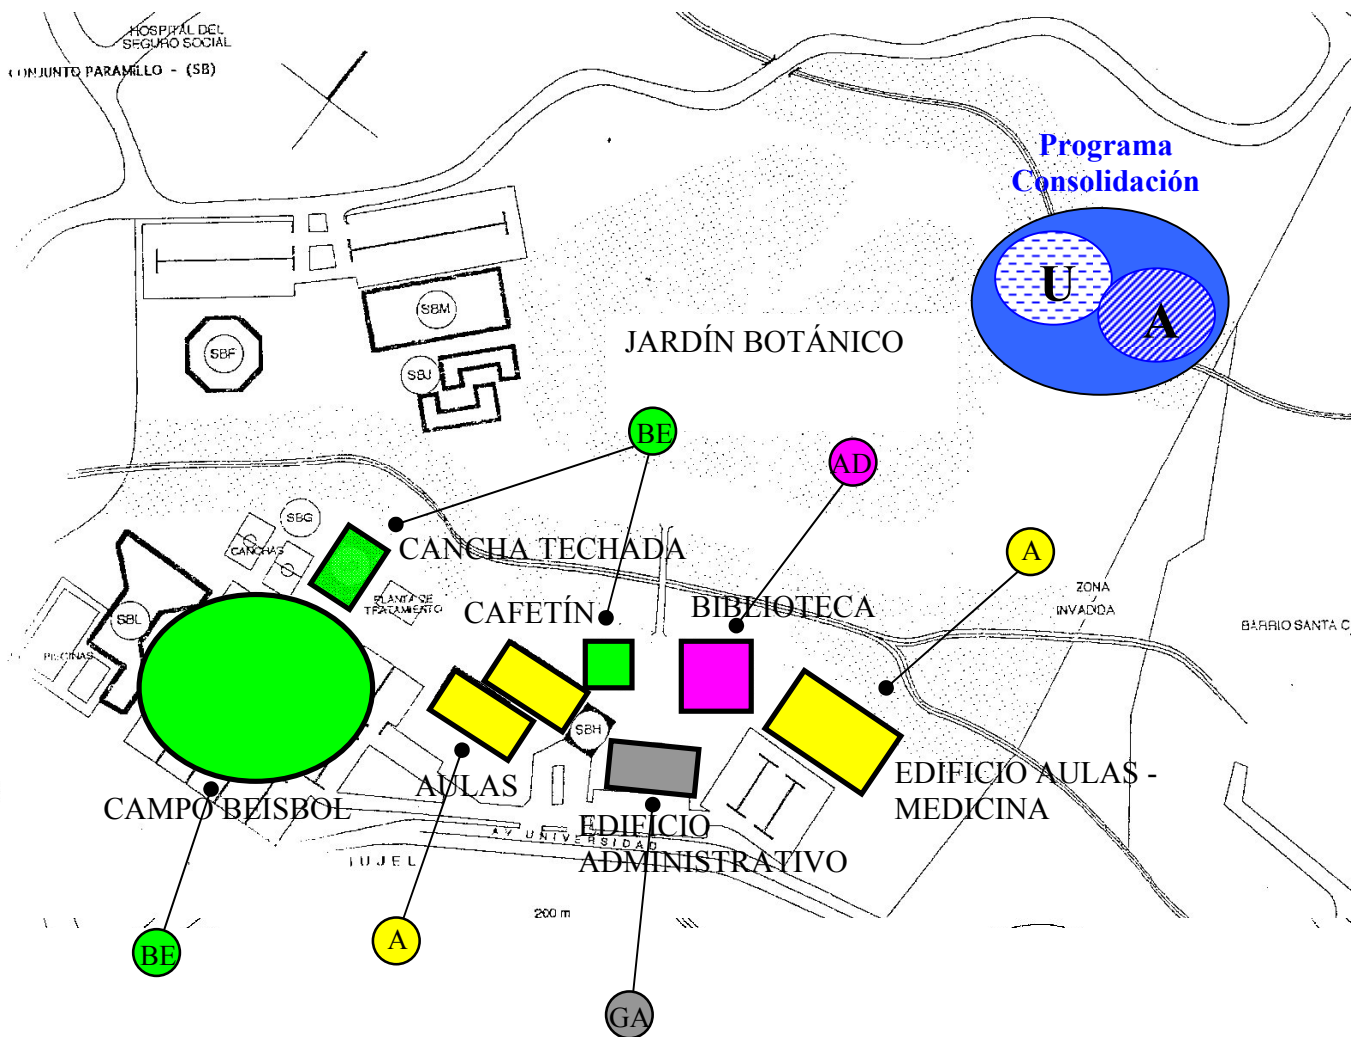 HOSPITAL DEL
SEGURO SOCIAL
CONJUNTO PARAMILLO - (SB)
Programa
Consolidación
U
A
SBM
SBF
SBJ
JARDÍN BOTÁNICO
BE
AD
SBG
CANCHAS
CANCHA TECHADA
A
PLANTA DE
TRATAMIENTO
CAFETÍN
BIBLIOTECA
ZONA
INVADIDA
BARRIO SANTA C
SBL
PISCINAS
SBH
AULAS
EDIFICIO AULAS -
MEDICINA
CAMPO BEISBOL
EDIFICIO
ADMINISTRATIVO
AV UNIVERSIDAD
TUJEL
200 m
BE
A
GA